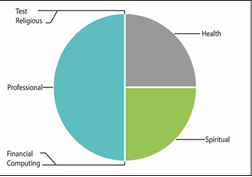 Test
Religious
Health
Professional
Spiritual
Financial
Computing